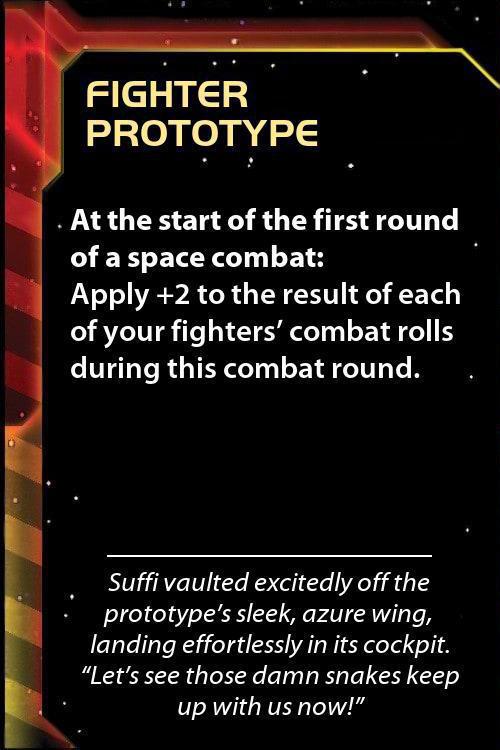 FIGHTER
PROTOTYPE
At the start of the first round
of a space combat:
Apply +2 to the result of each
of your fighters’ combat rolls
during this combat round.
Suffi vaulted excitedly off the
prototype’s sleek, azure wing,
landing effortlessly in its cockpit.
“Let’s see those damn snakes keep
up with us now!”